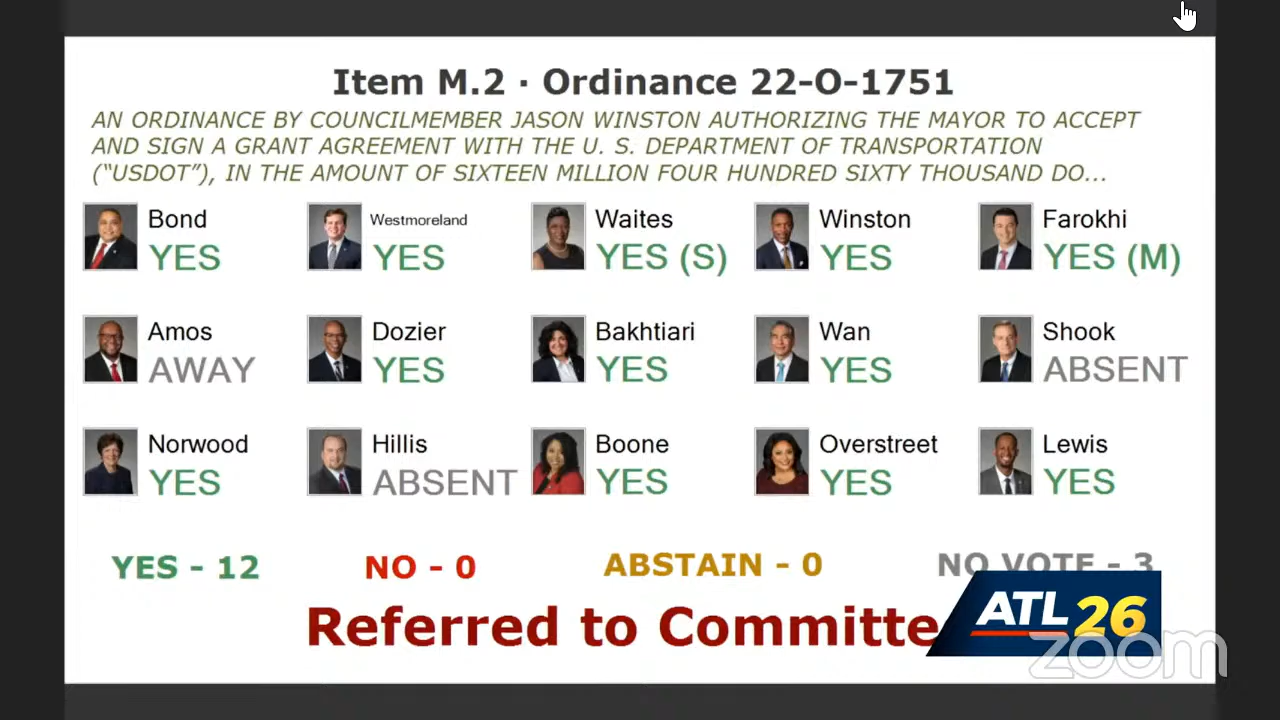 Item M.2 · Ordinance 22-O-1751
AN ORDINANCE BY COUNCILMEMBER JASON WINSTON AUTHORIZING THE MAYOR TO ACCEPT
AND SIGN A GRANT AGREEMENT WITH THE U. S. DEPARTMENT OF TRANSPORTATION
(“USDOT”), IN THE AMOUNT OF SIXTEEN MILLION FOUR HUNDRED SIXTY THOUSAND DO...
Bond Westmoreland Waites Winston Farokhi
YES YES YES (S) YES YES (M)
Amos Dozier Bakhtiari Wan Shook
AWAY YES YES YES ABSENT
Norwood Hillis Boone Overstreet Lewis
YES ABSENT YES YES YES
YES - 12 NO - 0 ABSTAIN - 0 NO VOTE - 3
Referred to Committe
ATL 26
zoom